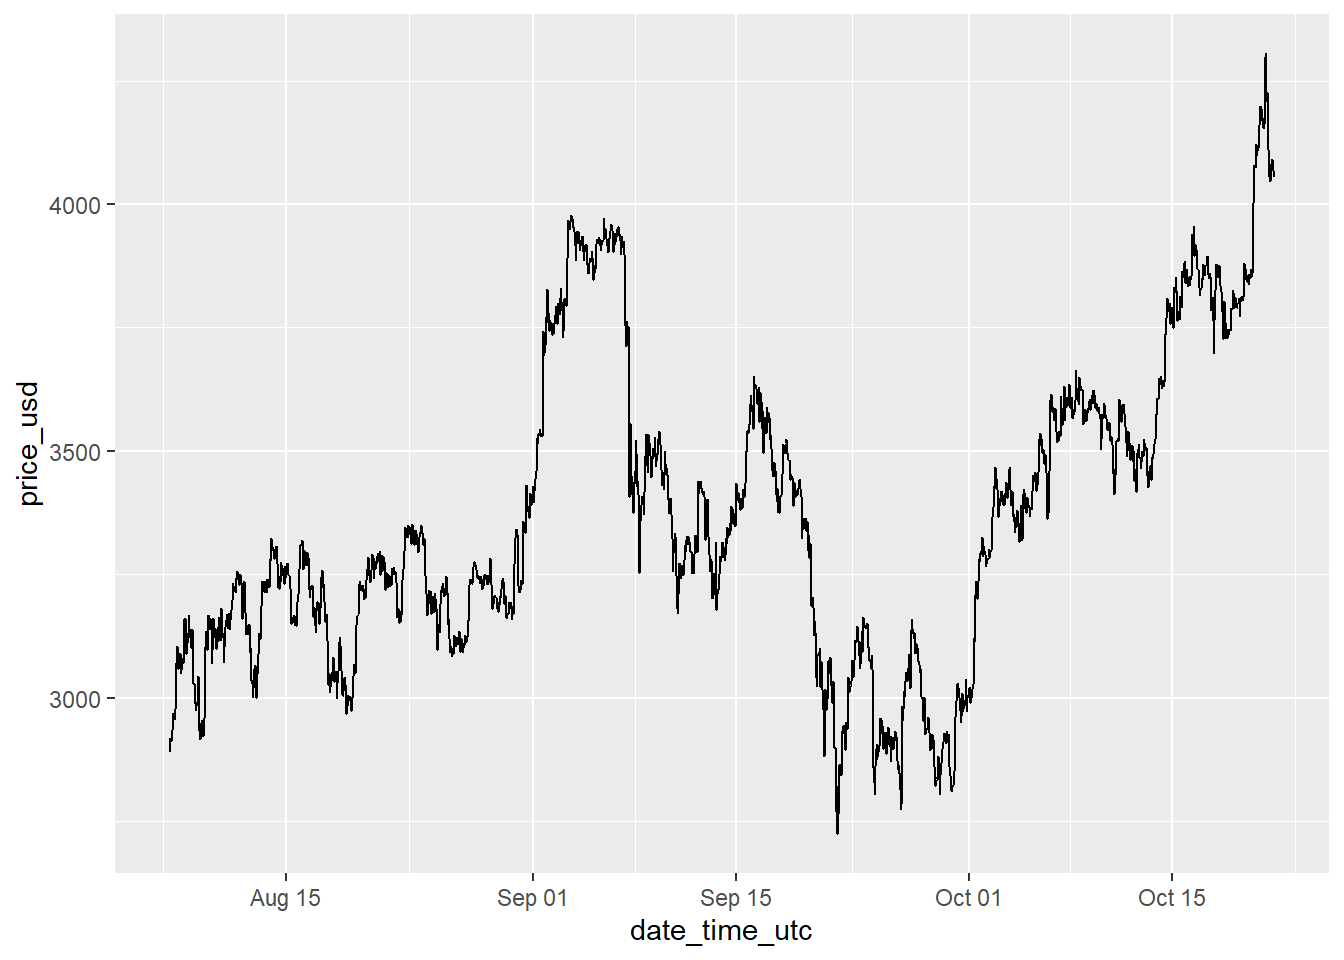 4000
3500
3000
price_usd
Aug 15
Sep 01
Sep 15
Oct 01
Oct 15
date_time_utc